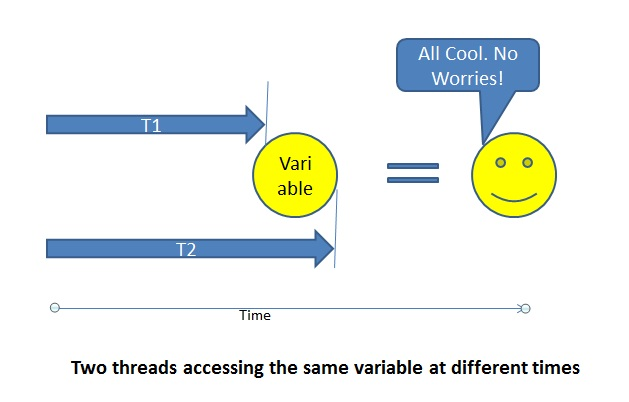 All Cool. No
Worries!
T1
Vari
able
T2
Time
Two threads accessing the same variable at different times